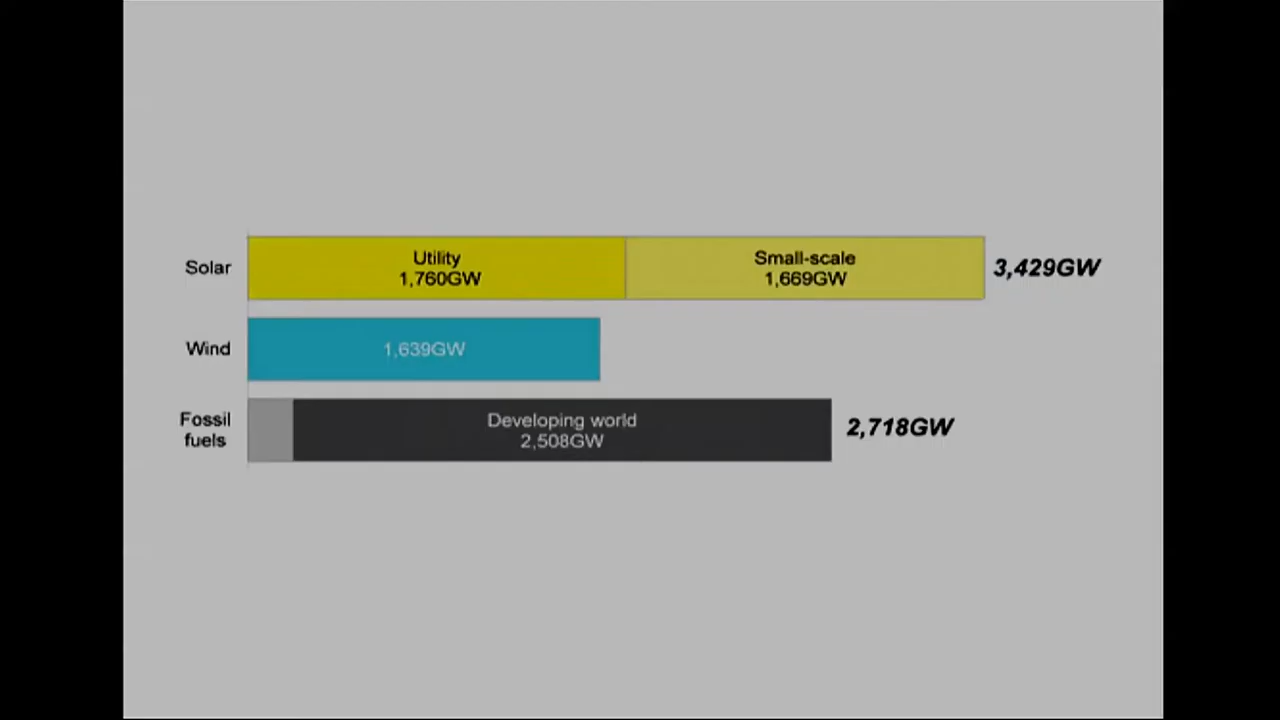 Solar
Utility
1,760GW
Small-scale
1,669GW
3,429GW
Wind
1,639GW
Fossil
fuels
Developing world
2,508GW
2,718GW